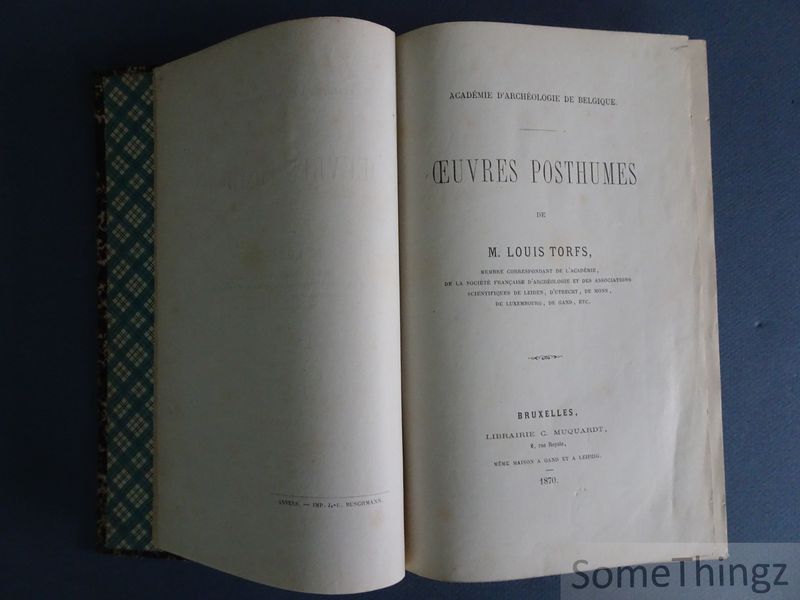 ANVERS. — IMP. J.-E. BUSCHMANN.
ACADÉMIE D'ARCHÉOLOGIE DE BELGIQUE.
ŒUVRES POSTHUMES
DE
M. LOUIS TORFS,
MEMBRE CORRESPONDANT DE L'ACADÉMIE,
DE LA SOCIÉTÉ FRANÇAISE D'ARCHÉOLOGIE ET DES ASSOCIATIONS
SCIENTIFIQUES DE LEIDEN, D'UTRECHT, DE MONS,
DE LUXEMBOURG, DE GAND, ETC.
BRUXELLES,
LIBRAIRIE C. MUQUARDT,
rue Royale,
MÊME MAISON A GAND ET A LEIPZIG.
1870.
SomeThingz